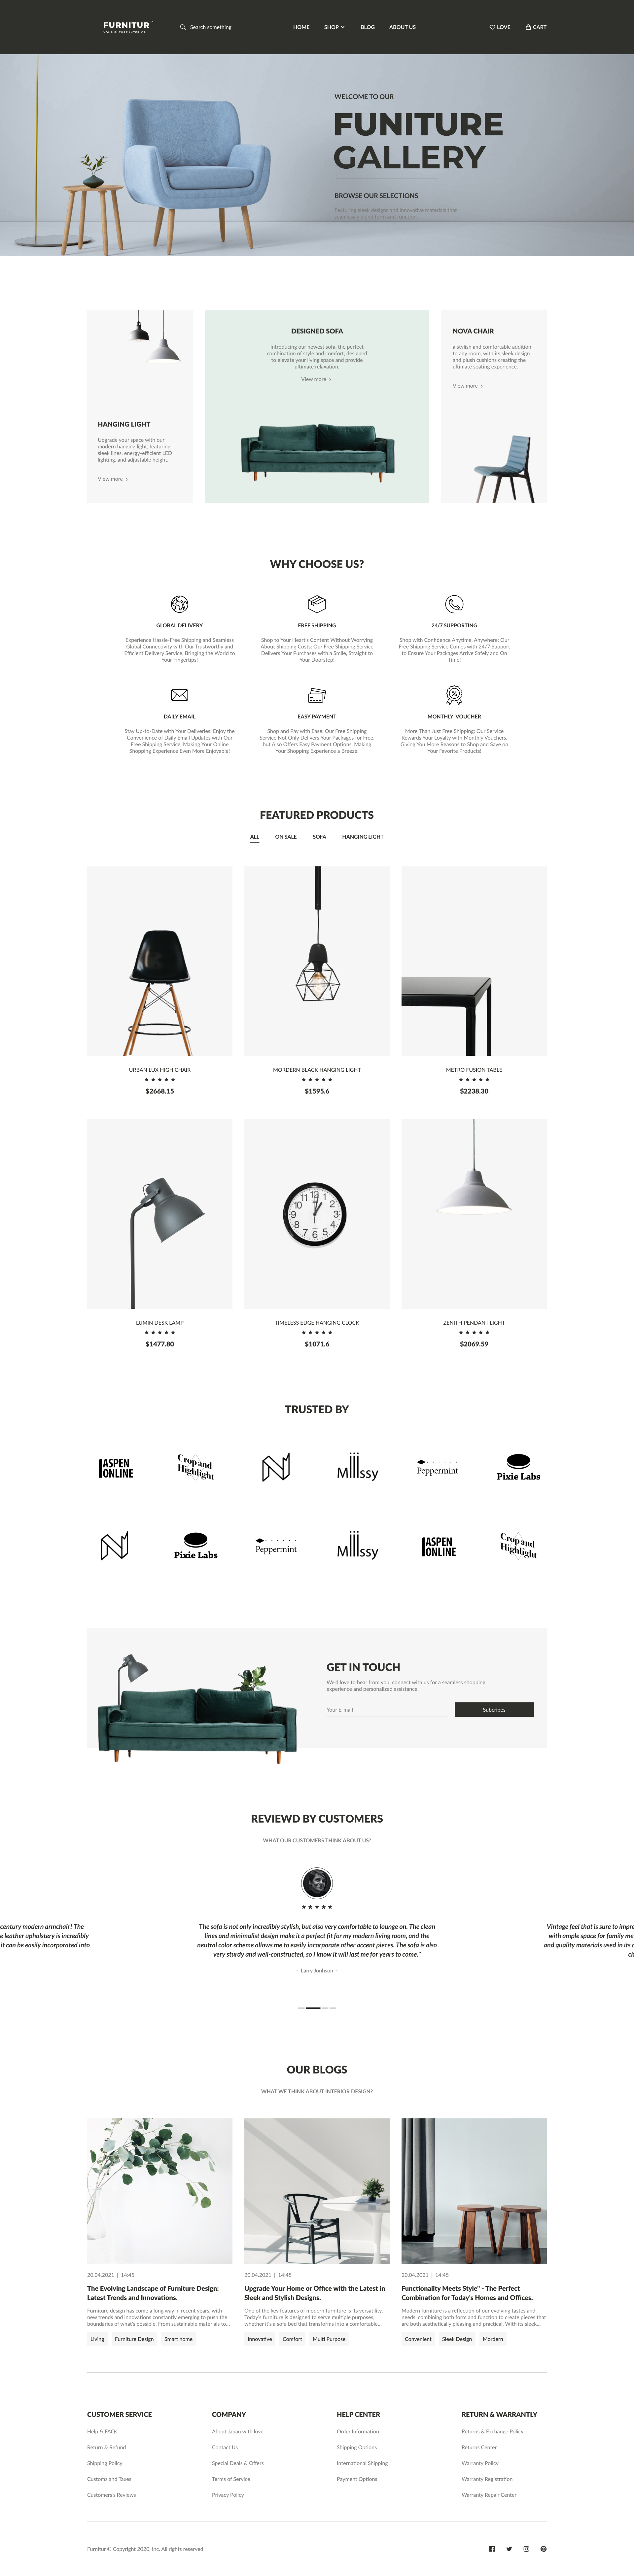 FURNITUR
YOUR FUTURE INTERIOR
Search something
HOME
SHOP
BLOG
ABOUT US
LOVE
CART
WELCOME TO OUR
FUNITURE
GALLERY
BROWSE OUR SELECTIONS
Featuring sleek designs and innovative materials that
HANGING LIGHT
Upgrade your space with our
modern hanging light, featuring
sleek lines, energy-efficient LED
lighting, and adjustable height.
View more >
DESIGNED SOFA
Introducing our newest sofa, the perfect
combination of style and comfort, designed
to elevate your living space and provide
ultimate relaxation.
View more >
NOVA CHAIR
a stylish and comfortable addition
to any room, with its sleek design
and plush cushions creating the
ultimate seating experience.
View more >
WHY CHOOSE US?
GLOBAL DELIVERY
Experience Hassle-Free Shipping and Seamless
Global Connectivity with Our Trustworthy and
Efficient Delivery Service, Bringing the World to
Your Fingertips!
FREE SHIPPING
Shop to Your Heart's Content Without Worrying
About Shipping Costs: Our Free Shipping Service
Delivers Your Purchases with a Smile, Straight to
Your Doorstep!
24/7 SUPPORTING
Shop with Confidence Anytime, Anywhere: Our
Free Shipping Service Comes with 24/7 Support
to Ensure Your Packages Arrive Safely and On
Time!
DAILY EMAIL
Stay Up-to-Date with Your Deliveries: Enjoy the
Convenience of Daily Email Updates with Our
Free Shipping Service, Making Your Online
Shopping Experience Even More Enjoyable!
EASY PAYMENT
Shop and Pay with Ease: Our Free Shipping
Service Not Only Delivers Your Packages for Free,
but Also Offers Easy Payment Options, Making
Your Shopping Experience a Breeze!
MONTHLY VOUCHER
More Than Just Free Shipping: Our Service
Rewards Your Loyalty with Monthly Vouchers,
Giving You More Reasons to Shop and Save on
Your Favorite Products!
FEATURED PRODUCTS
ALL
ON SALE
SOFA
HANGING LIGHT
URBAN LUX HIGH CHAIR
$2668.15
MORDERN BLACK HANGING LIGHT
$1595.6
METRO FUSION TABLE
$2238.30
LUMIN DESK LAMP
$1477.80
TIMELESS EDGE HANGING CLOCK
$1071.6
ZENITH PENDANT LIGHT
$2069.59
TRUSTED BY
ASPEN
ONLINE
Crop and
Highlight
Millssy
Peppermint
Pixie Labs
Pixie Labs
Peppermint
Millssy
ASPEN
ONLINE
Crop and
Highlight
GET IN TOUCH
We'd love to hear from you: connect with us for a seamless shopping
experience and personalized assistance.
Your E-mail
Subcribes
REVIEWD BY CUSTOMERS
WHAT OUR CUSTOMERS THINK ABOUT US?
century modern armchair! The
e leather upholstery is incredibly
it can be easily incorporated into
The sofa is not only incredibly stylish, but also very comfortable to lounge on. The clean
lines and minimalist design make it a perfect fit for my modern living room, and the
neutral color scheme allows me to easily incorporate other accent pieces. The sofa is also
very sturdy and well-constructed, so I know it will last me for years to come."
- Larry Jonhson -
Vintage feel that is sure to impre
with ample space for family me
and quality materials used in its c
ch
OUR BLOGS
WHAT WE THINK ABOUT INTERIOR DESIGN?
20.04.2021 | 14:45
The Evolving Landscape of Furniture Design:
Latest Trends and Innovations.
Furniture design has come a long way in recent years, with
new trends and innovations constantly emerging to push the
boundaries of what's possible. From sustainable materials to...
Living
Furniture Design
Smart home
20.04.2021 | 14:45
Upgrade Your Home or Office with the Latest in
Sleek and Stylish Designs.
One of the key features of modern furniture is its versatility.
Today's furniture is designed to serve multiple purposes,
whether it's a sofa bed that transforms into a comfortable...
Innovative
Comfort
Multi Purpose
20.04.2021 | 14:45
Functionality Meets Style" - The Perfect
Combination for Today's Homes and Offices.
Modern furniture is a reflection of our evolving tastes and
needs, combining both form and function to create pieces that
are both aesthetically pleasing and practical. With its sleek...
Convenient
Sleek Design
Mordern
CUSTOMER SERVICE
Help & FAQs
Return & Refund
Shipping Policy
Customs and Taxes
Customers's Reviews
COMPANY
About Japan with love
Contact Us
Special Deals & Offers
Terms of Service
Privacy Policy
HELP CENTER
Order Information
Shipping Options
International Shipping
Payment Options
RETURN & WARRANTLY
Returns & Exchange Policy
Returns Center
Warranty Policy
Warranty Registration
Warranty Repair Center
Furnitur © Copyright 2020, Inc. All rights reserved